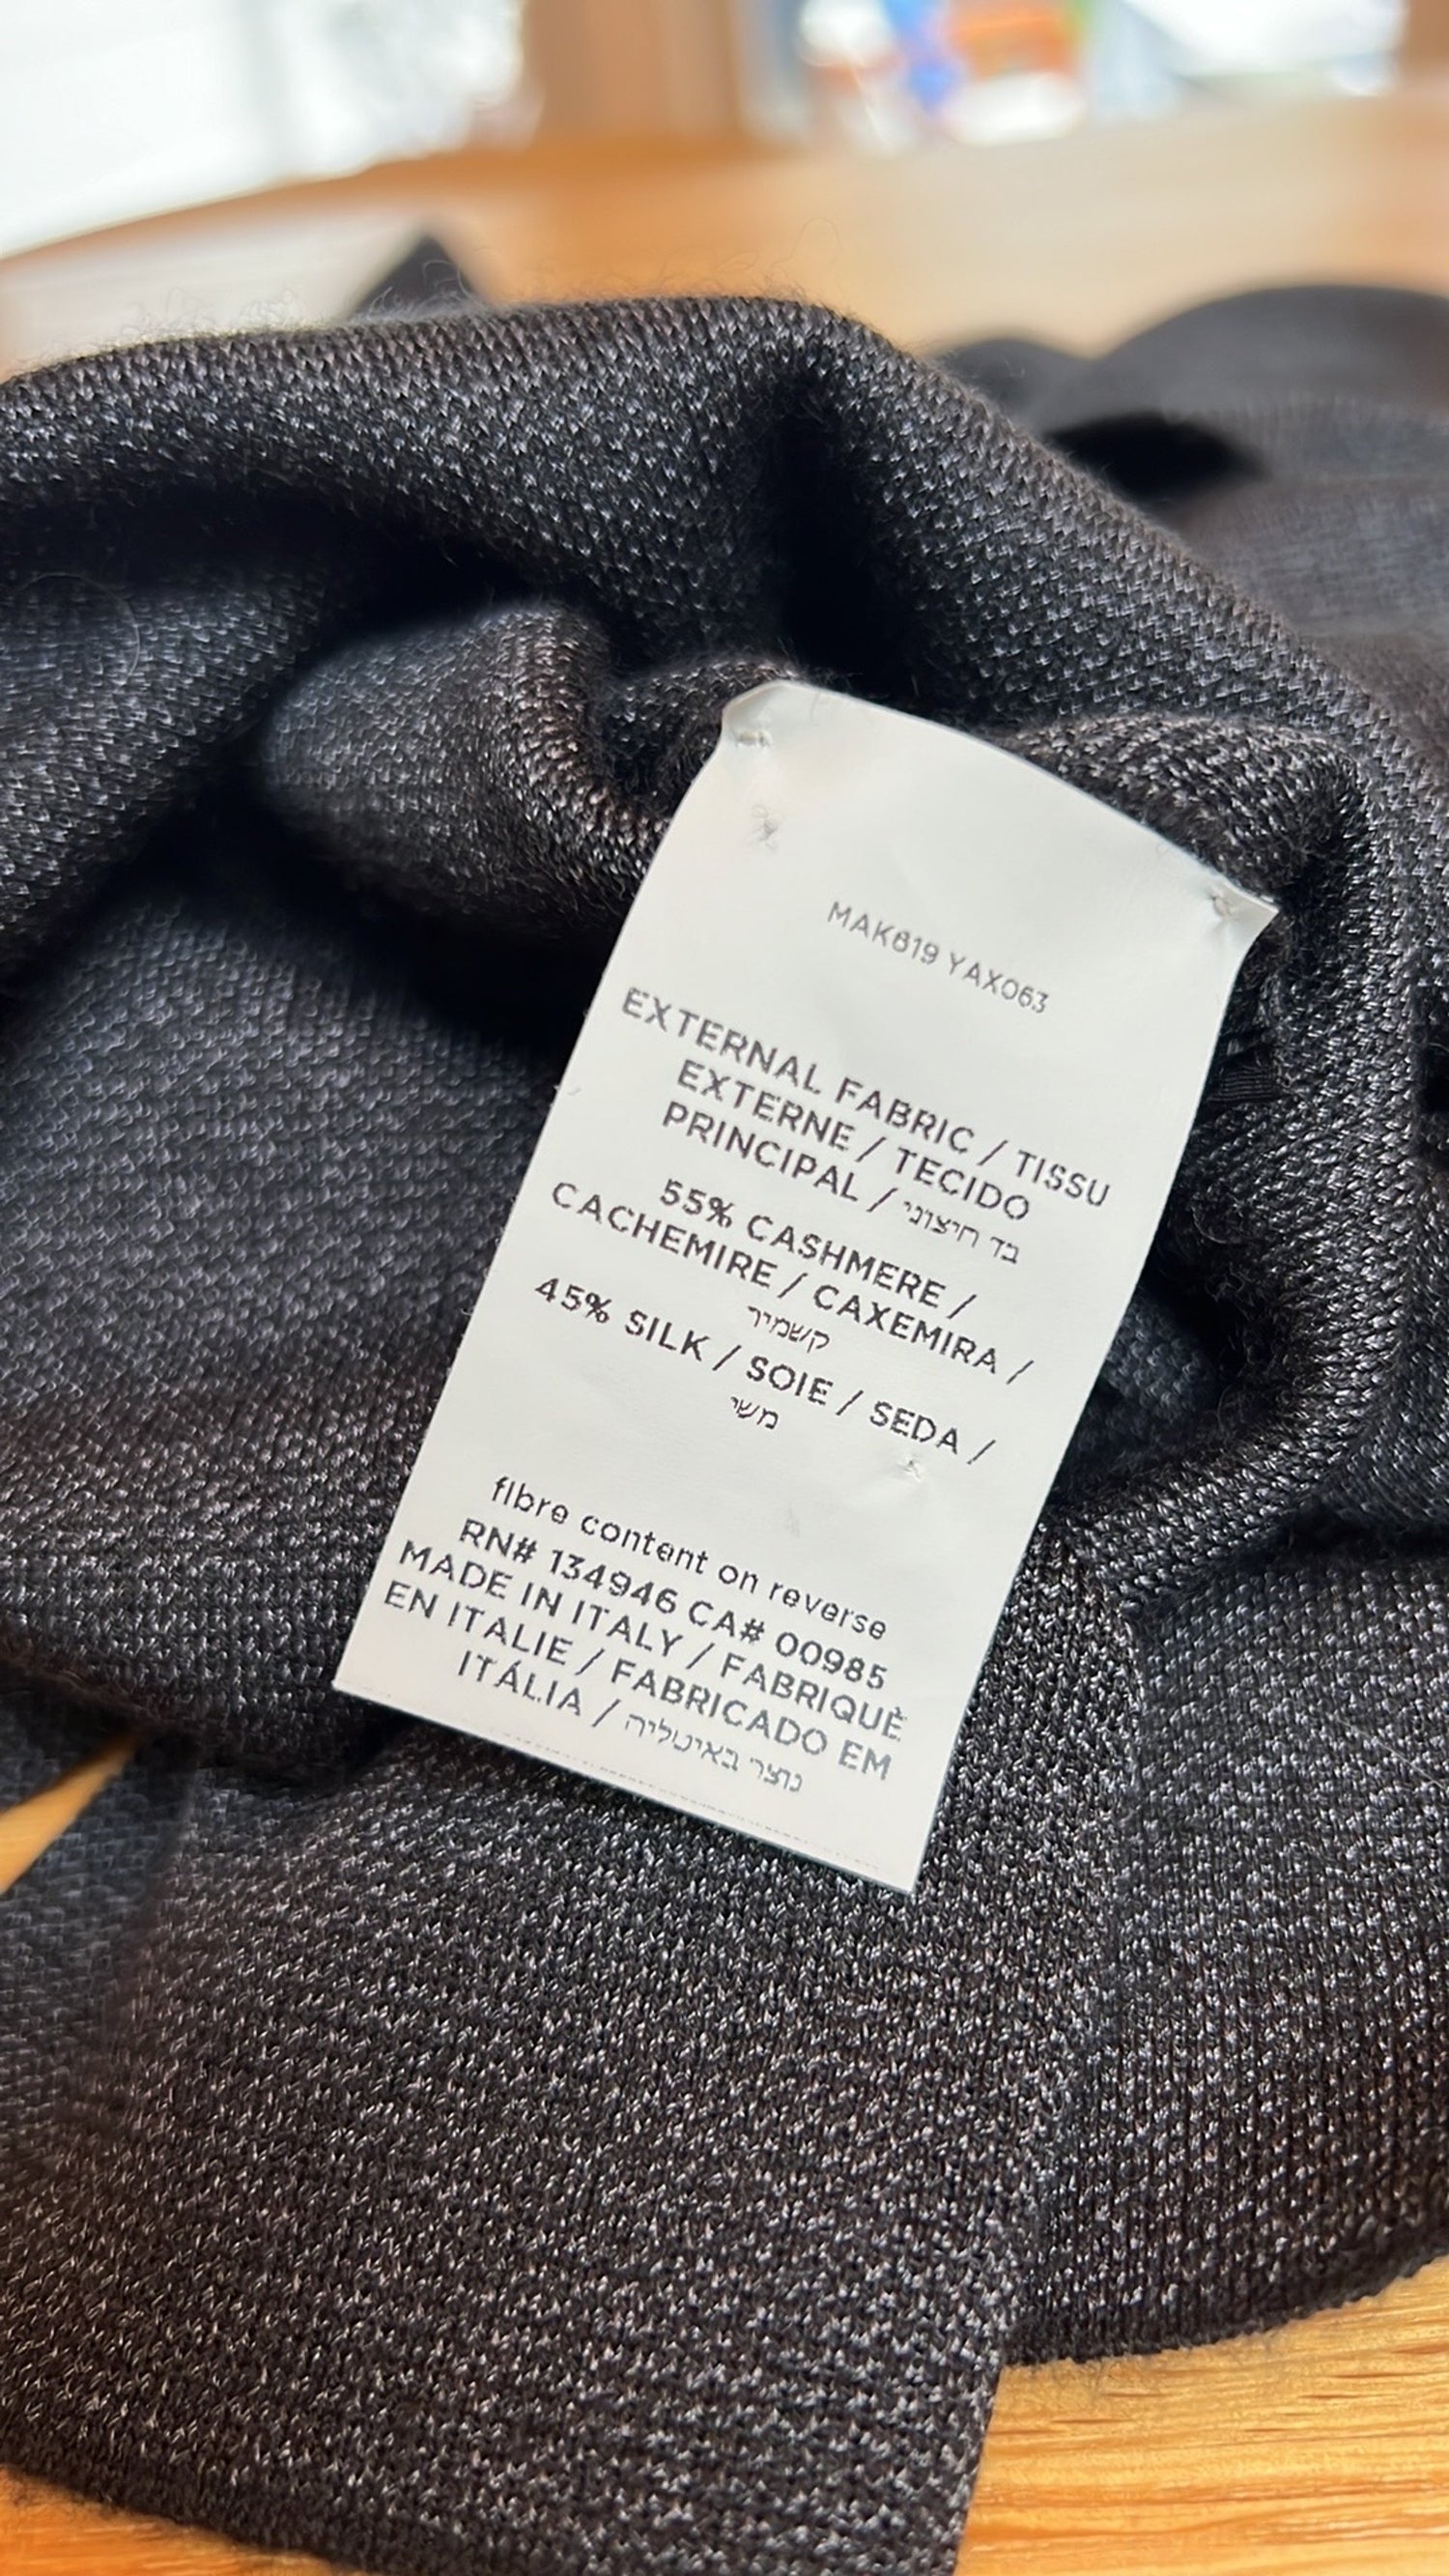 MAK619 YAX063
EXTERNAL FABRIC / TISSU
EXTERNE / TECIDO
PRINCIPAL / בד חיצוני
55% CASHMERE /
CACHEMIRE / CAXEMIRA /
קשמיר
45% SILK / SOIE / SEDA /
משי
fibre content on reverse
RN# 134946 CA# 00985
MADE IN ITALY / FABRIQUÉ
EN ITALIE / FABRICADO EM
ITÁLIA / נוצר באיטליה